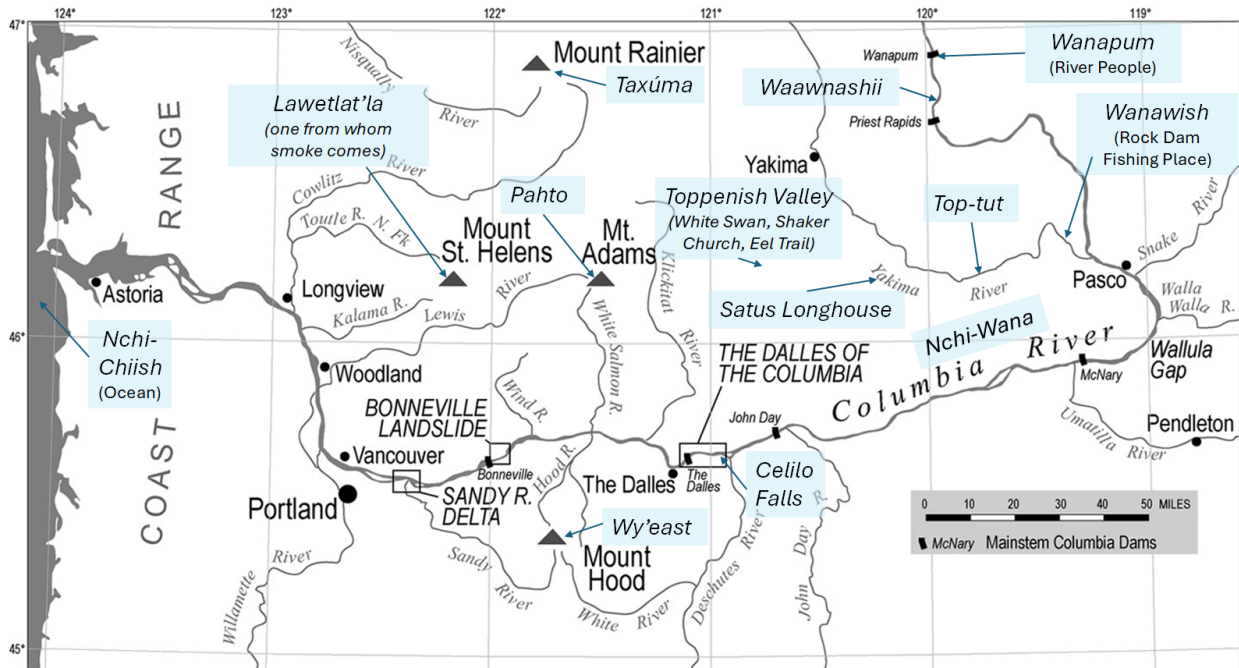 124°
123°
122°
121°
120°
119°
47°
46°
45°
Nisqually
River
Mount Rainier
Taxúma
Wanapum
Wanapum
(River People)
Waawnashii
Priest Rapids
Wanawish
(Rock Dam
Fishing Place)
Lawetlat'la
(one from whom
smoke comes)
COAST RANGE
Cowlitz
River
Toutle R. N. Fk
Mount
St. Helens
Pahto
Mt.
Adams
Yakima
Toppenish Valley
(White Swan, Shaker
Church, Eel Trail)
Top-tut
Snake
River
Pasco
Klickitat
River
Yakima
River
Satus Longhouse
Walla
Walla R.
Astoria
Longview
Kalama R.
Lewis
River
White Salmon R.
Nchi-
Chiish
(Ocean)
Nchi-Wana
Columbia River
Wallula
Gap
McNary
Woodland
THE DALLES OF
THE COLUMBIA
Wind R.
BONNEVILLE
LANDSLIDE
John Day
Umatilla
River
Pendleton
Vancouver
Bonneville
Hood R.
The Dalles
The
Dalles
Celilo
Falls
Portland
SANDY R.
DELTA
Wy'east
Mount
Hood
Sandy
River
White
River
Deschutes
River
John Day R.
Willamette
River
0 10 20 30 40 50 MILES
McNary Mainstem Columbia Dams